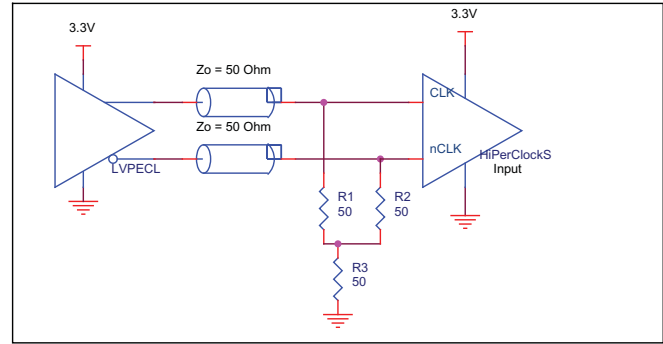 3.3V
3.3V
Zo = 50 Ohm
CLK
Zo = 50 Ohm
nCLK
LVPECL
HiPerClockS
Input
R1
50
R2
50
R3
50